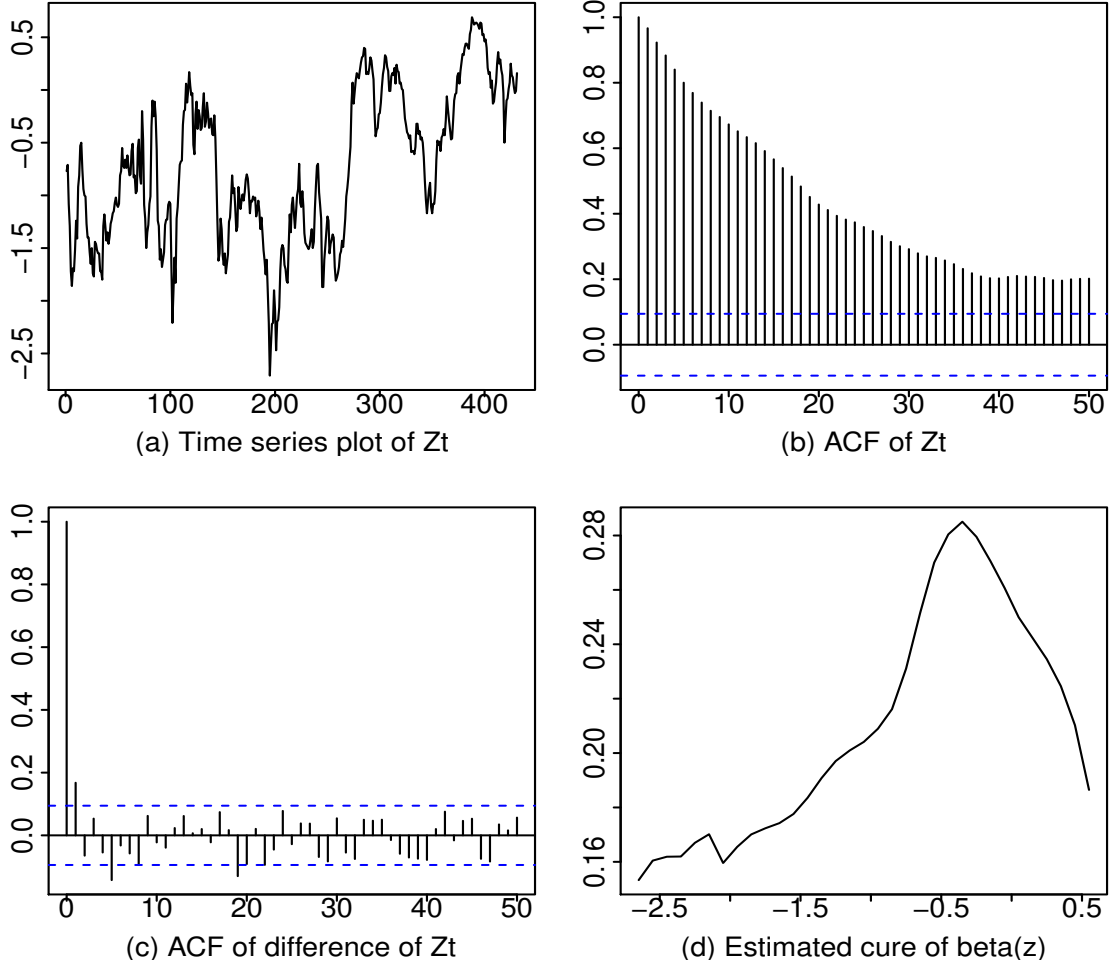 0.5
−0.5
−1.5
−2.5
0 100 200 300 400
(a) Time series plot of Zt
1.0
0.8
0.6
0.4
0.2
0.0
0 10 20 30 40 50
(b) ACF of Zt
1.0
0.8
0.6
0.4
0.2
0.0
0 10 20 30 40 50
(c) ACF of difference of Zt
0.28
0.24
0.20
0.16
−2.5 −1.5 −0.5 0.5
(d) Estimated cure of beta(z)